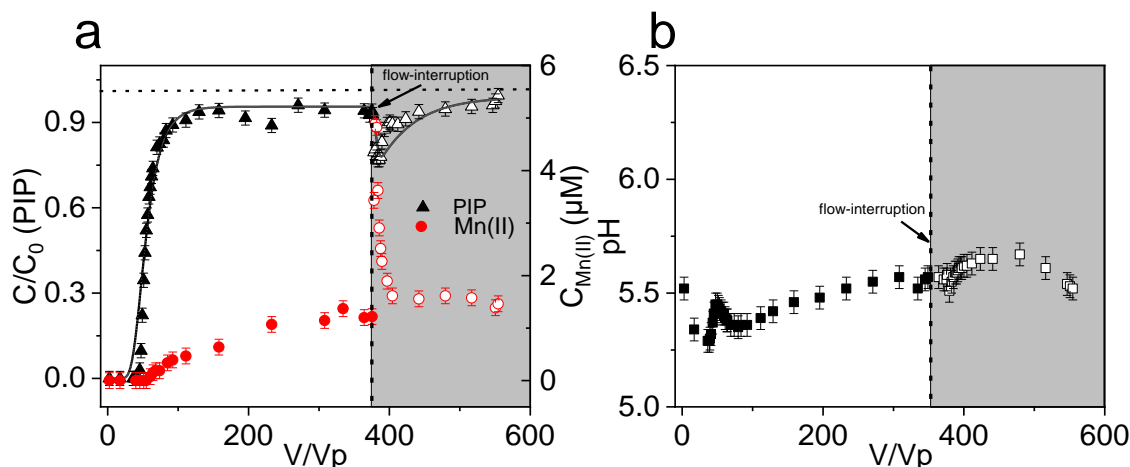 a
b
flow-interruption
C/C0 (PIP)
0.9
0.6
0.3
0.0
PIP
Mn(II)
6
4
2
0
CMn(II) (µM)
0
200
400
600
V/Vp
6.5
6.0
5.5
5.0
pH
flow-interruption
0
200
400
600
V/Vp